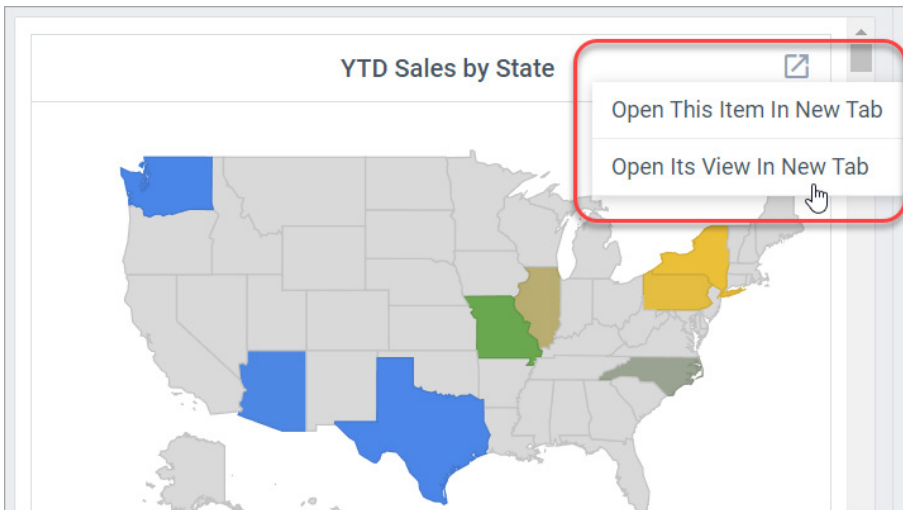 YTD Sales by State
Open This Item In New Tab
Open Its View In New Tab